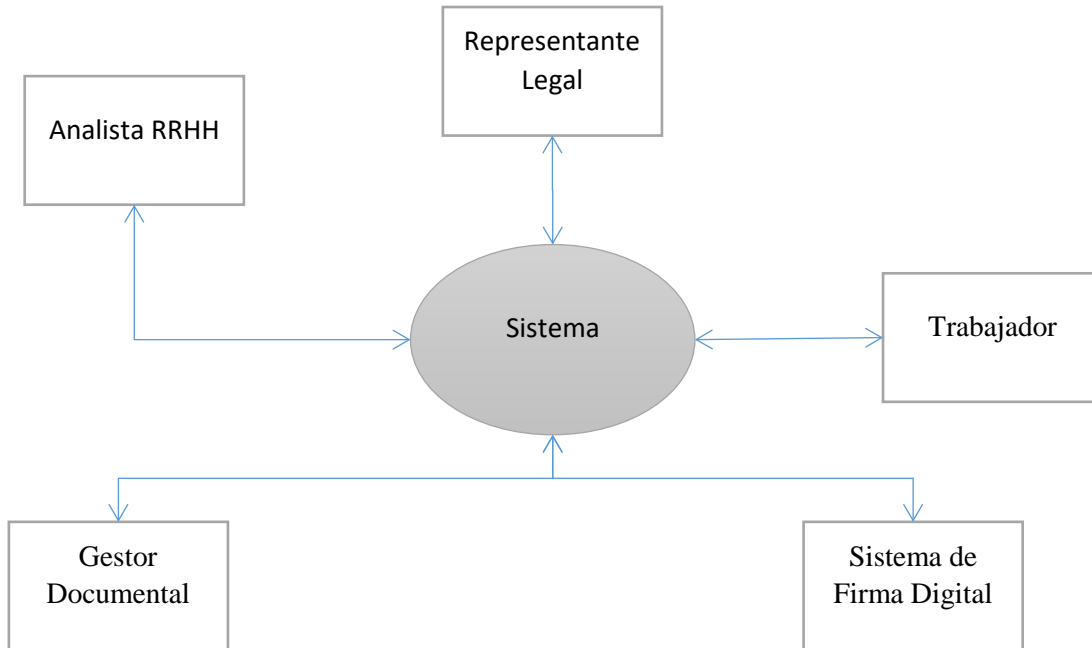 Representante
Legal
Analista RRHH
Sistema
Trabajador
Gestor
Documental
Sistema de
Firma Digital